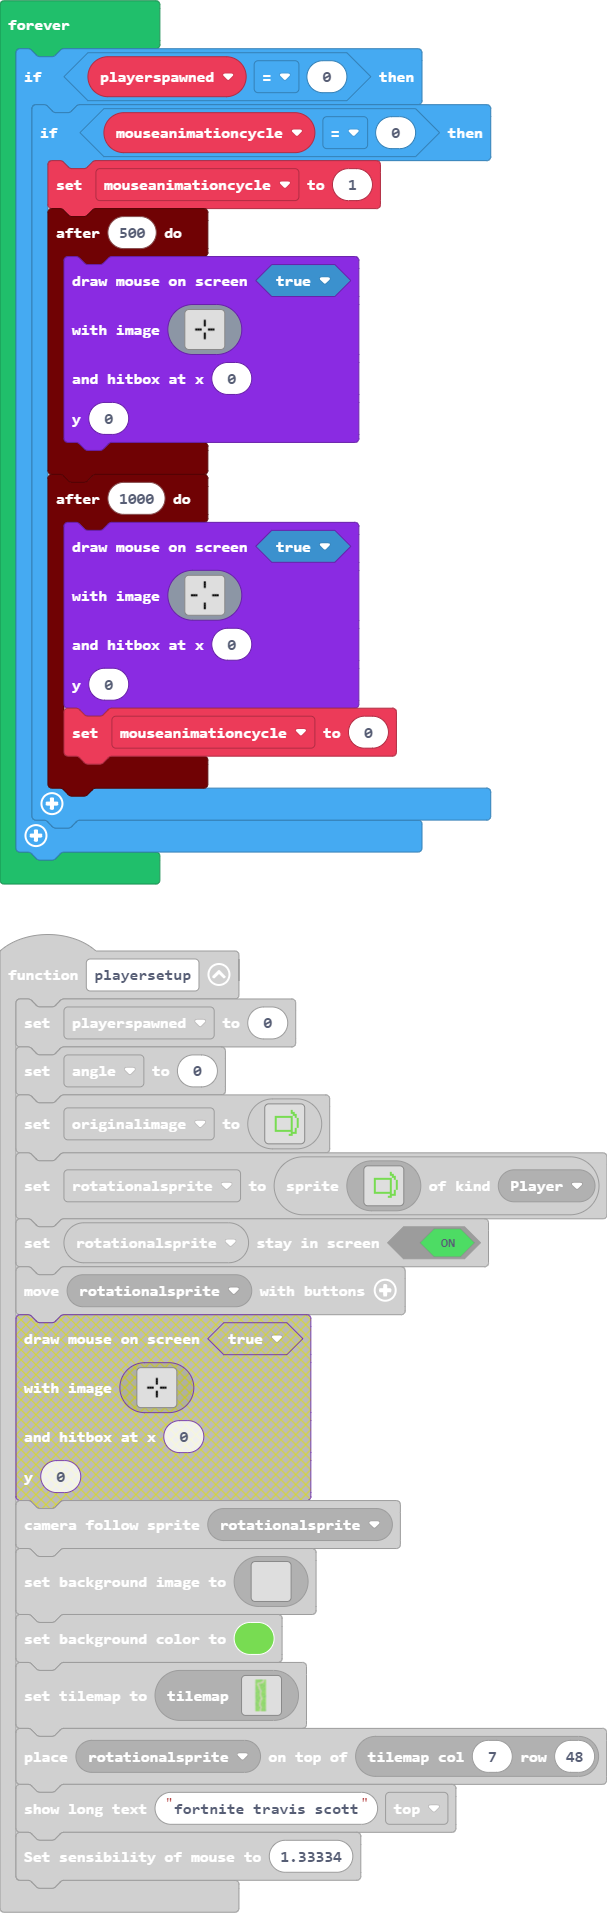 forever
if playerspawned = 0 then
if mouseanimationcycle = 0 then
set mouseanimationcycle to 1
after 500 do
draw mouse on screen true
with image
and hitbox at x 0
y 0
after 1000 do
draw mouse on screen true
with image
and hitbox at x 0
y 0
set mouseanimationcycle to 0
function playersetup
set playerspawned to 0
set angle to 0
set originalimage to
set rotationalsprite to sprite of kind Player
set rotationalsprite stay in screen ON
move rotationalsprite with buttons
draw mouse on screen true
with image
and hitbox at x 0
y 0
camera follow sprite rotationalsprite
set background image to
set background color to
set tilemap to tilemap
place rotationalsprite on top of tilemap col 7 row 48
show long text "fortnite travis scott" top
Set sensibility of mouse to 1.33334